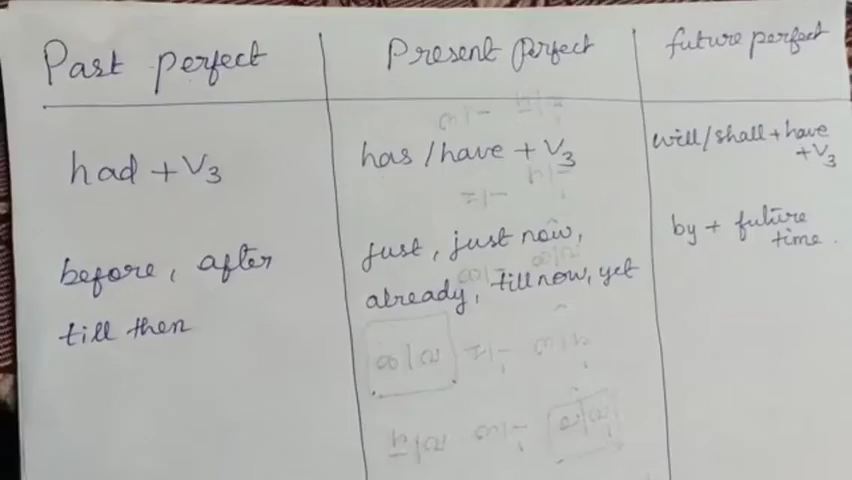 Past perfect
had + V3
before, after
till then
Present perfect
has/have + V3
just, just now,
already, till now, yet
future perfect
will/shall + have
+ V3
by + future
time.